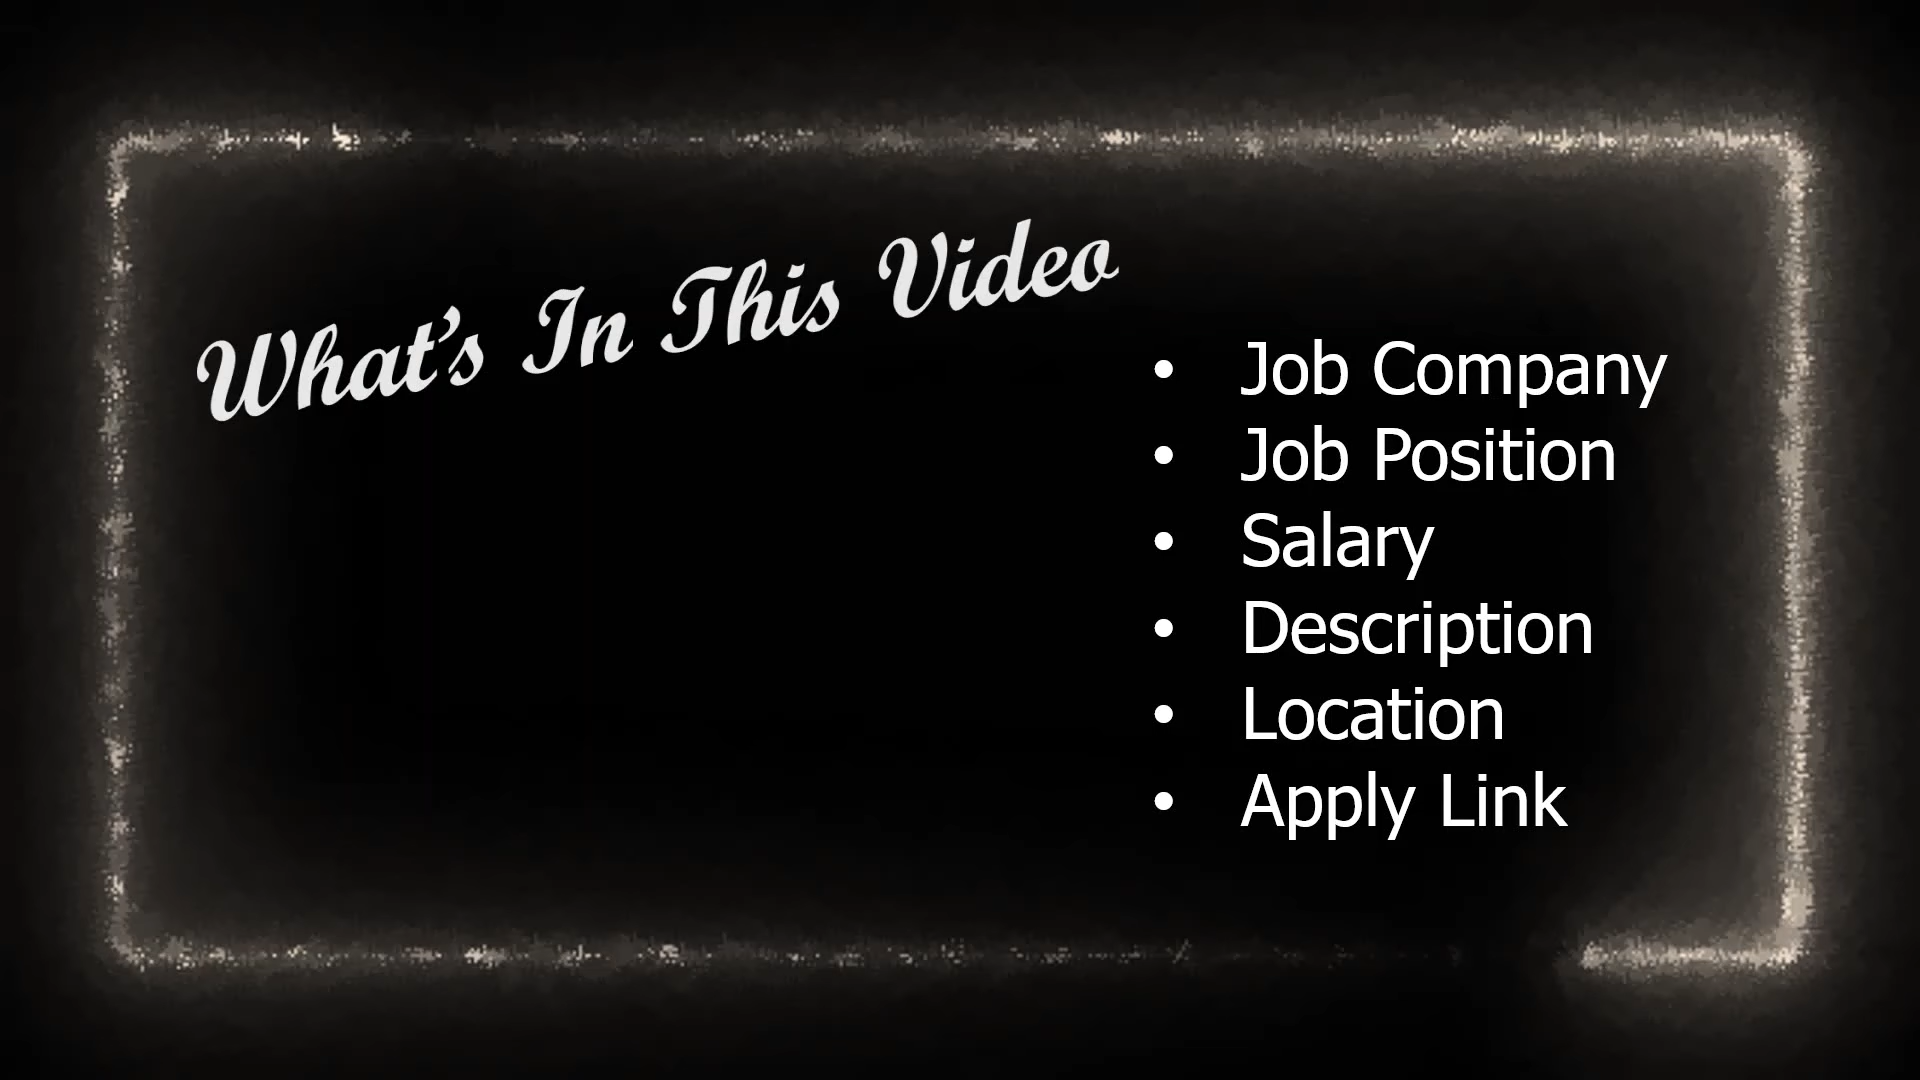 What's In This Video
• Job Company
• Job Position
• Salary
• Description
• Location
• Apply Link